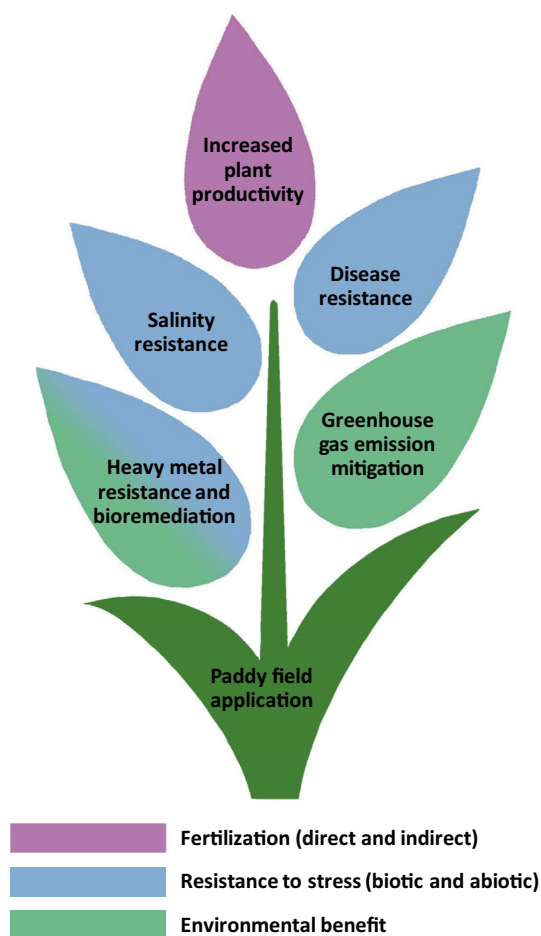 Increased
plant
productivity
Disease
resistance
Salinity
resistance
Greenhouse
gas emission
mitigation
Heavy metal
resistance and
bioremediation
Paddy field
application
Fertilization (direct and indirect)
Resistance to stress (biotic and abiotic)
Environmental benefit